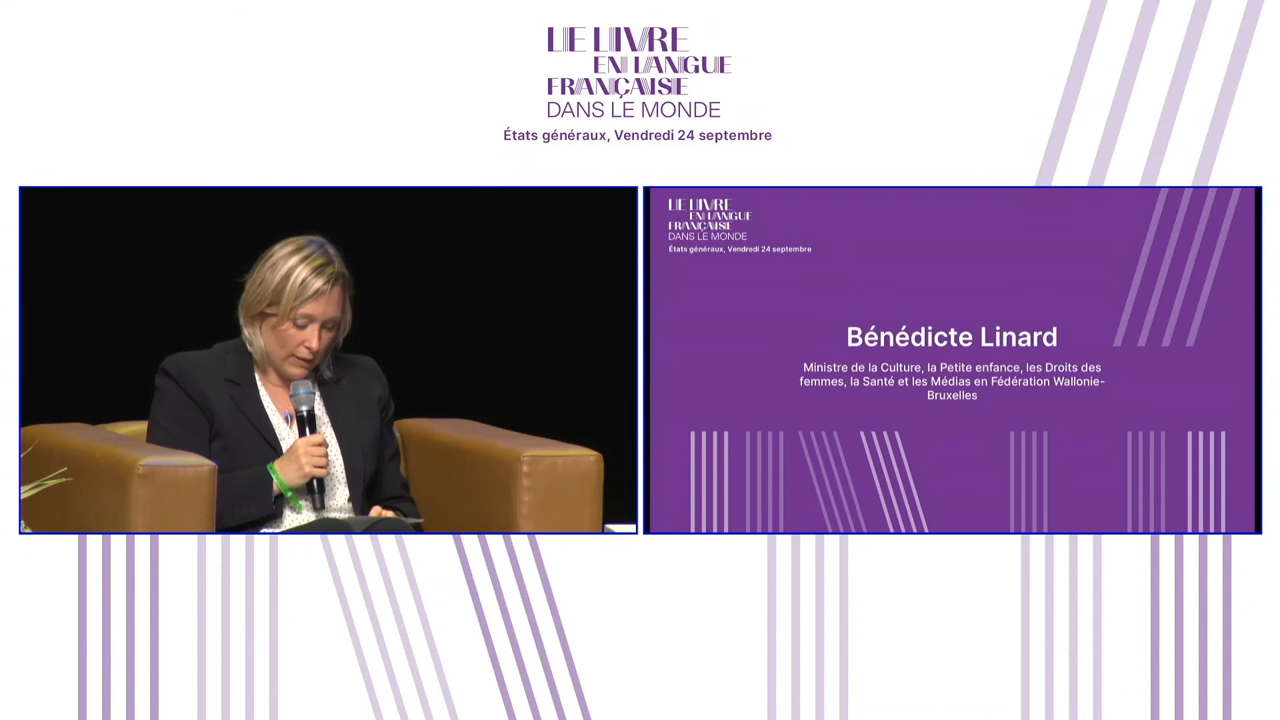 LE LIVRE
EN LANGUE
FRANÇAISE
DANS LE MONDE
États généraux, Vendredi 24 septembre
LE LIVRE
EN LANGUE
FRANÇAISE
DANS LE MONDE
États généraux, Vendredi 24 septembre
Bénédicte Linard
Ministre de la Culture, la Petite enfance, les Droits des
femmes, la Santé et les Médias en Fédération Wallonie-
Bruxelles